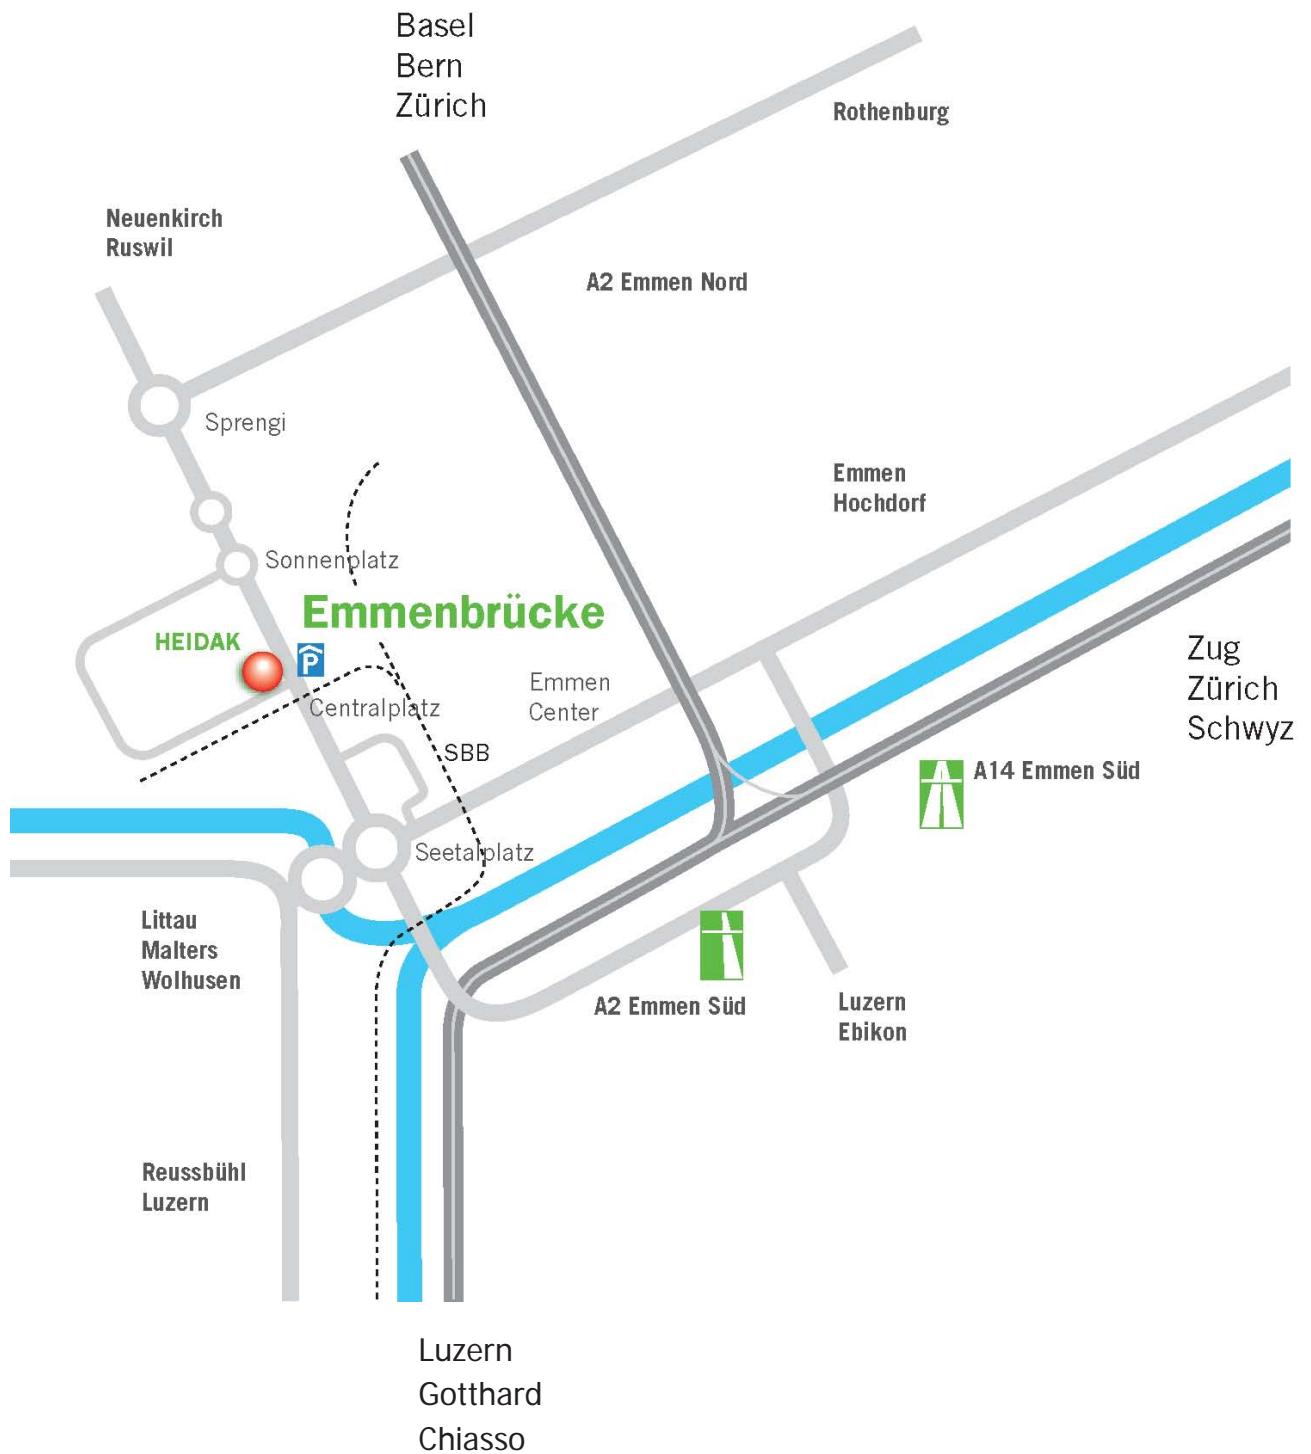 Basel
Bern
Zürich
Rothenburg
Neuenkirch
Ruswil
A2 Emmen Nord
Sprengi
Emmen
Hochdorf
Sonnenplatz
Emmenbrücke
HEIDAK
P
Zug
Zürich
Schwyz
Emmen
Center
Centralplatz
SBB
A14 Emmen Süd
Seetalplatz
Littau
Malters
Wolhusen
A2 Emmen Süd
Luzern
Ebikon
Reussbühl
Luzern
Luzern
Gotthard
Chiasso